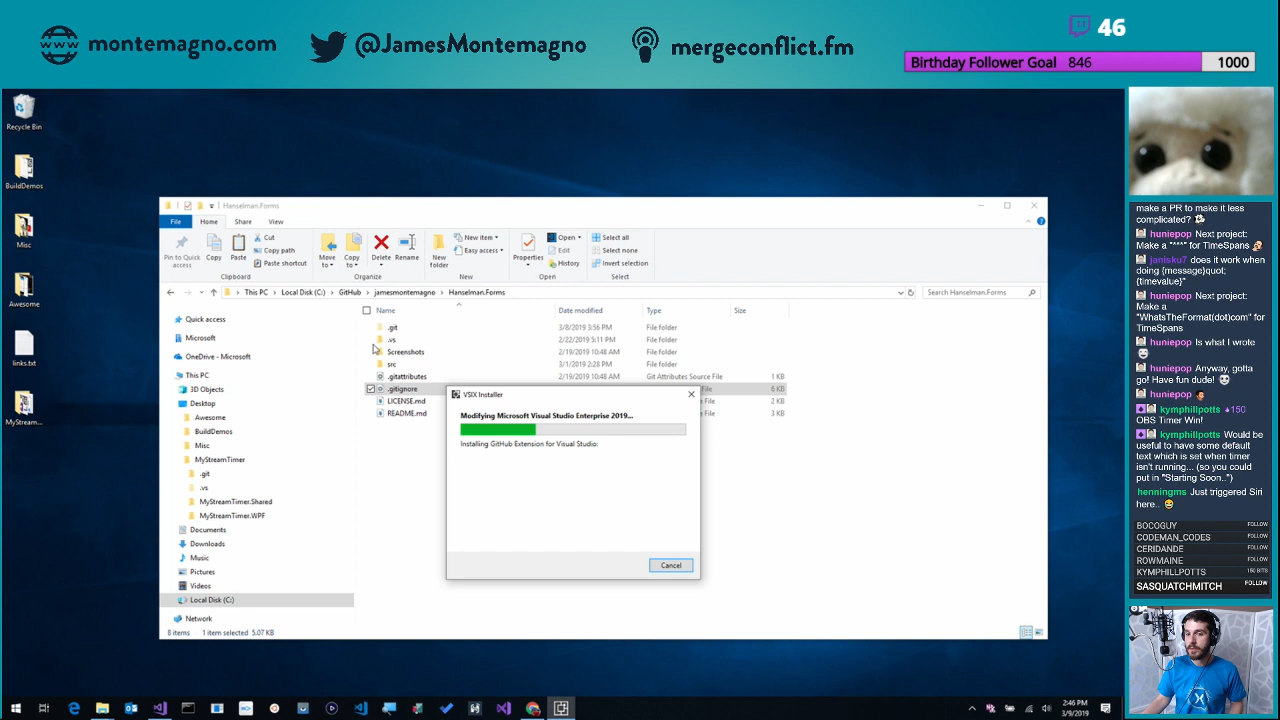 montemagno.com
@JamesMontemagno
mergeconflict.fm
46
Birthday Follower Goal 846 1000
Recycle Bin
BuildDemos
Misc
Awesome
links.txt
MyStream...
Hanselman.Forms
File Home Share View
Pin to Quick access
Copy
Paste
Cut
Copy path
Paste shortcut
Clipboard
Move to
Copy to
Delete
Rename
Organize
New folder
New item
Easy access
New
Properties
Open
Edit
History
Open
Select all
Select none
Invert selection
Select
This PC Local Disk (C:) GitHub jamesmontemagno Hanselman.Forms
Search Hanselman.Forms
Name Date modified Type Size
.git 3/8/2019 3:56 PM File folder
.vs 2/22/2019 5:11 PM File folder
Screenshots 2/19/2019 10:48 AM File folder
src 3/1/2019 2:28 PM File folder
.gitattributes 2/19/2019 10:48 AM Git Attributes Source File 1 KB
.gitignore File 6 KB
LICENSE.md File 2 KB
README.md File 3 KB
Quick access
Microsoft
OneDrive - Microsoft
This PC
3D Objects
Desktop
Awesome
BuildDemos
Misc
MyStreamTimer
.git
.vs
MyStreamTimer.Shared
MyStreamTimer.WPF
Documents
Downloads
Music
Pictures
Videos
Local Disk (C:)
Network
8 items 1 item selected 5.07 KB
VSIX Installer
Modifying Microsoft Visual Studio Enterprise 2019...
Installing GitHub Extension for Visual Studio:
Cancel
make a PR to make it less
complicated?
huniepop Next project:
Make a "***" for TimeSpans
janisku7 does it work when
doing {message}quot;
{timevalue}"
huniepop Next project:
Make a
"WhatsTheFormat(dot)com" for
TimeSpans
huniepop Is what I wrote
huniepop Anyway, gotta
go! Have fun dude!
huniepop
kymphillpotts 150
OBS Timer Win!
kymphillpotts Would be
useful to have some default
text which is set when timer
isn't running... (so you could
put in "Starting Soon..")
henningms Just triggered Siri
here..
BOCOGUY FOLLOW
CODEMAN_CODES FOLLOW
CERIDANDE FOLLOW
ROWMAINE FOLLOW
KYMPHILLPOTTS 150 BITS
SASQUATCHMITCH FOLLOW
2:46 PM
3/9/2019